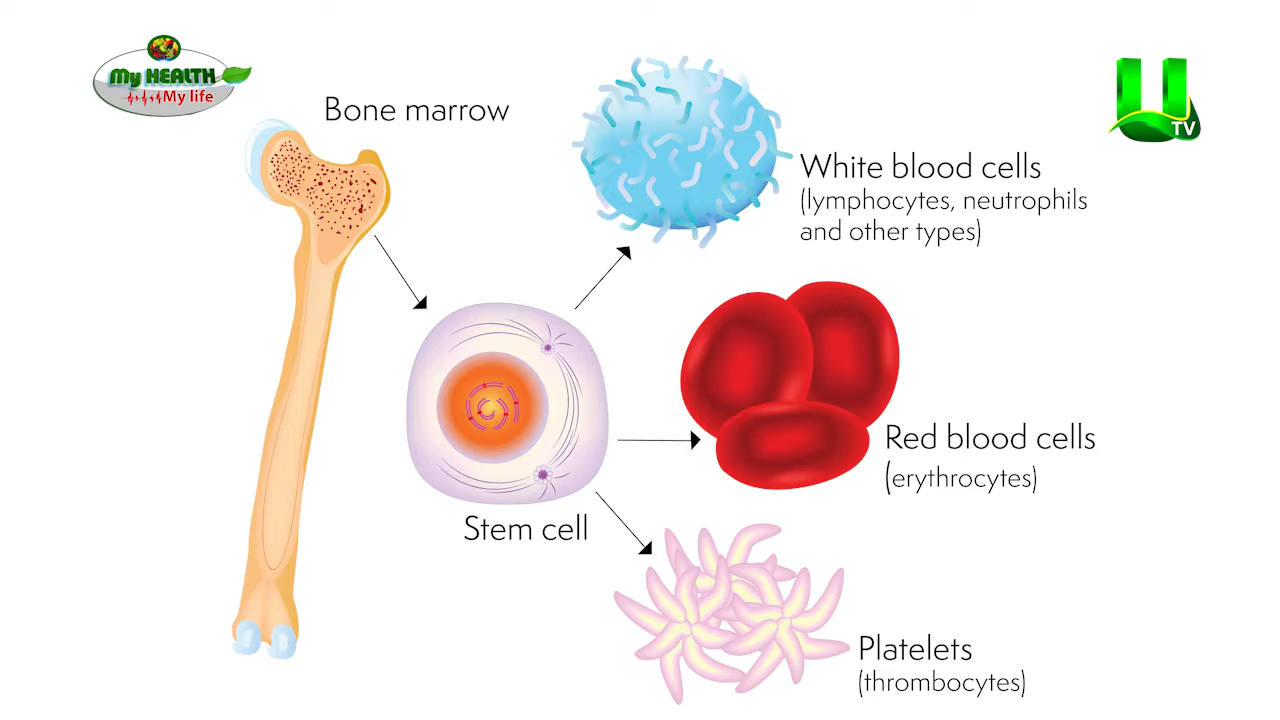 My HEALTH
My life
Bone marrow
U
TV
White blood cells
(lymphocytes, neutrophils
and other types)
Red blood cells
(erythrocytes)
Stem cell
Platelets
(thrombocytes)